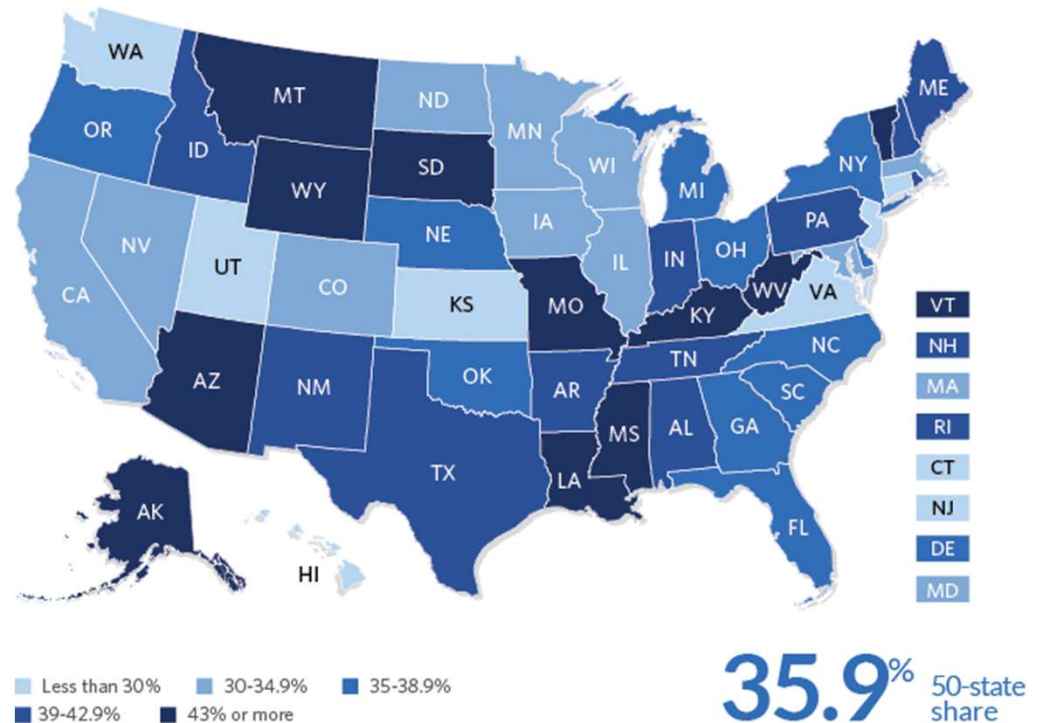 WA
MT
ND
MN
ME
OR
ID
SD
WI
NY
WY
MI
IA
PA
NE
NV
OH
UT
IL
IN
CO
CA
KS
MO
WV
VA
KY
VT
NC
TN
NH
OK
AZ
NM
AR
SC
MA
MS
AL
GA
RI
TX
LA
CT
AK
NJ
FL
DE
HI
MD
35.9%
50-state
share
Less than 30% 30-34.9% 35-38.9%
39-42.9% 43% or more